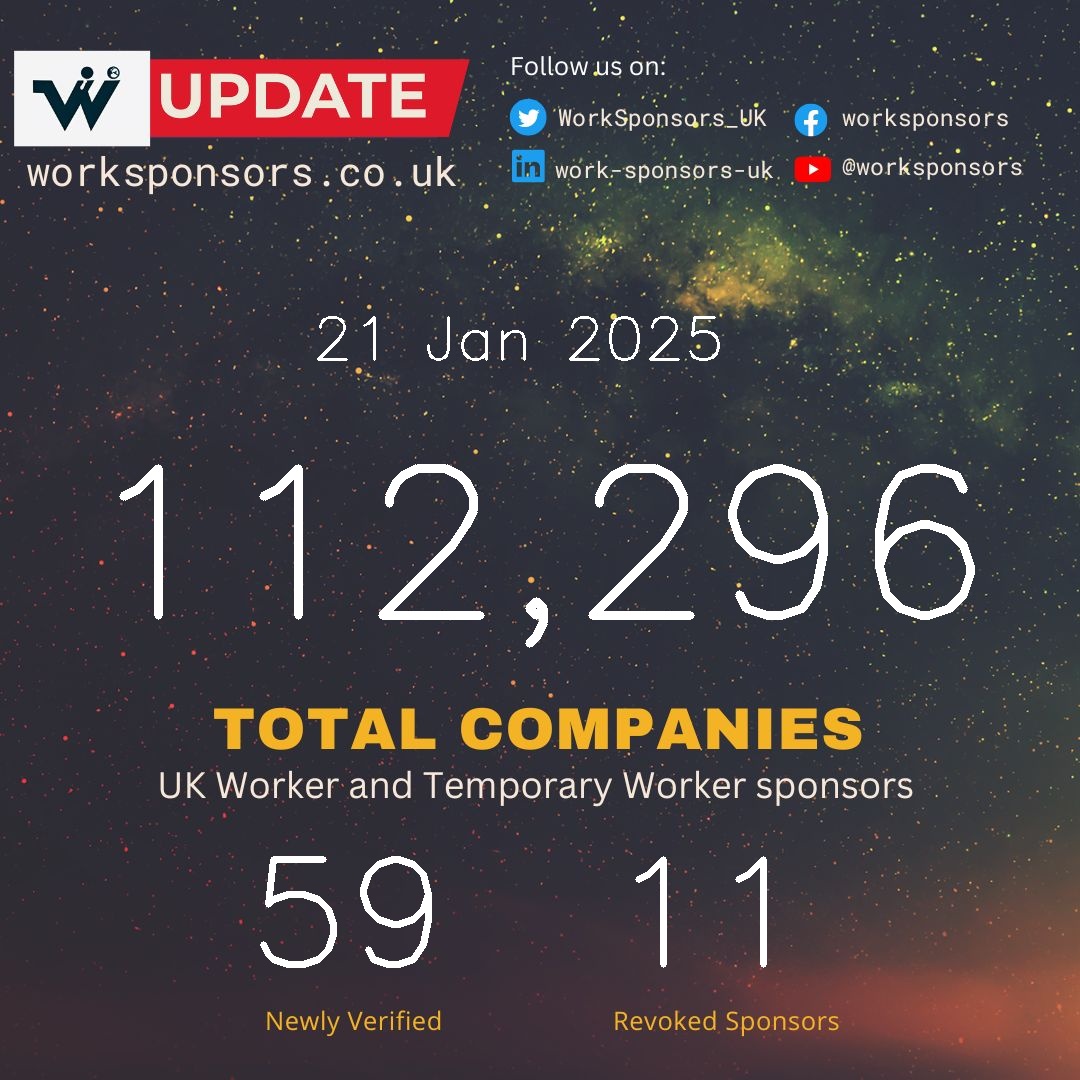 UPDATE
worksponsors.co.uk
Follow us on:
WorkSponsors_UK
worksponsors
work-sponsors-uk
@worksponsors
21 Jan 2025
112,296
TOTAL COMPANIES
UK Worker and Temporary Worker sponsors
59
11
Newly Verified
Revoked Sponsors